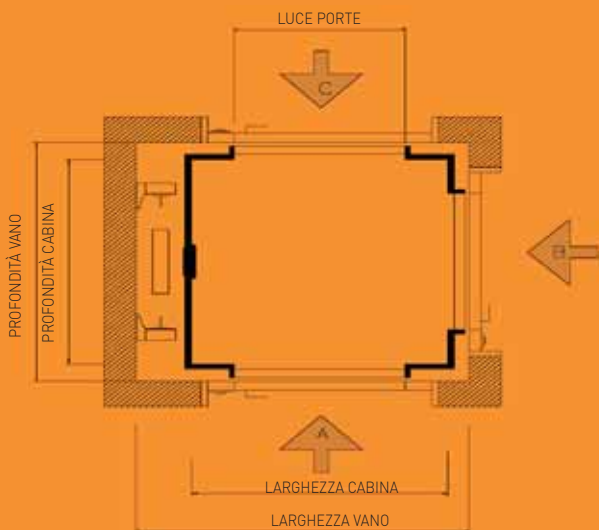 LUCE PORTE
C
PROFONDITÀ VANO
PROFONDITÀ CABINA
B
A
LARGHEZZA CABINA
LARGHEZZA VANO